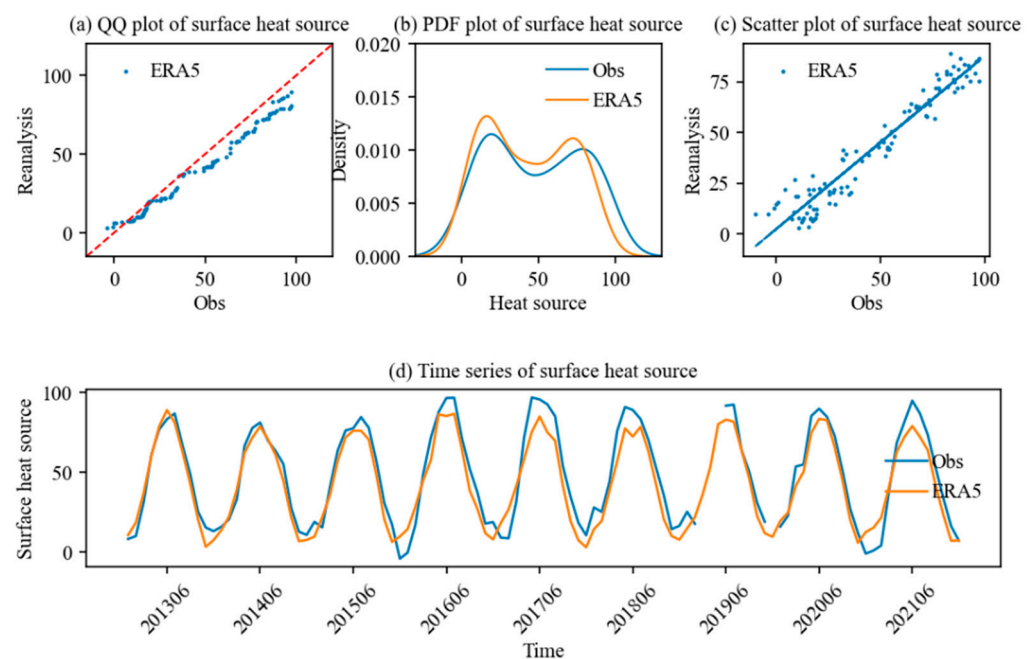 (a) QQ plot of surface heat source
100
50
0
Reanalysis
ERA5
0 50 100
Obs
(b) PDF plot of surface heat source
0.020
0.015
0.010
0.005
0.000
Density
Obs
ERA5
0 50 100
Heat source
(c) Scatter plot of surface heat source
75
50
25
0
Reanalysis
ERA5
0 50 100
Obs
(d) Time series of surface heat source
100
50
0
Surface heat source
Obs
ERA5
201306 201406 201506 201606 201706 201806 201906 202006 202106
Time